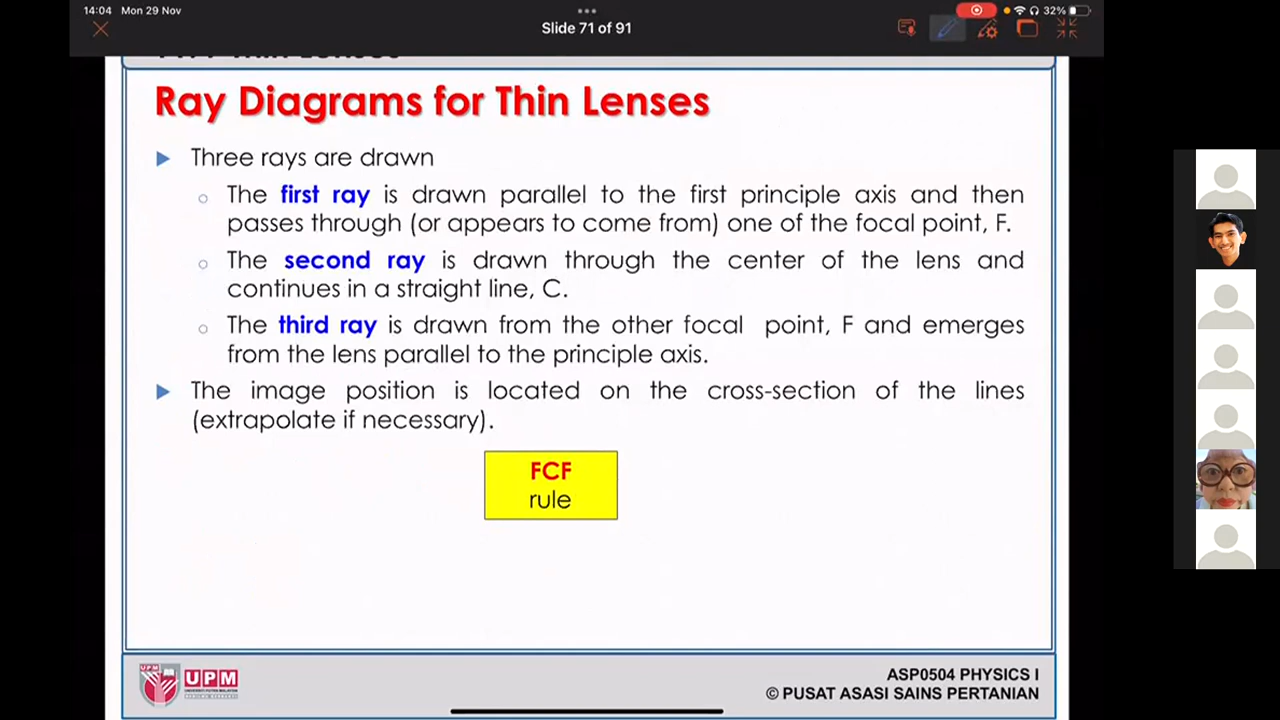 14:04 Mon 29 Nov
32%
Slide 71 of 91
Ray Diagrams for Thin Lenses
Three rays are drawn
The first ray is drawn parallel to the first principle axis and then
passes through (or appears to come from) one of the focal point, F.
The second ray is drawn through the center of the lens and
continues in a straight line, C.
The third ray is drawn from the other focal point, F and emerges
from the lens parallel to the principle axis.
The image position is located on the cross-section of the lines
(extrapolate if necessary).
FCF
rule
UPM
UPM
ASP0504 PHYSICS I
© PUSAT ASASI SAINS PERTANIAN